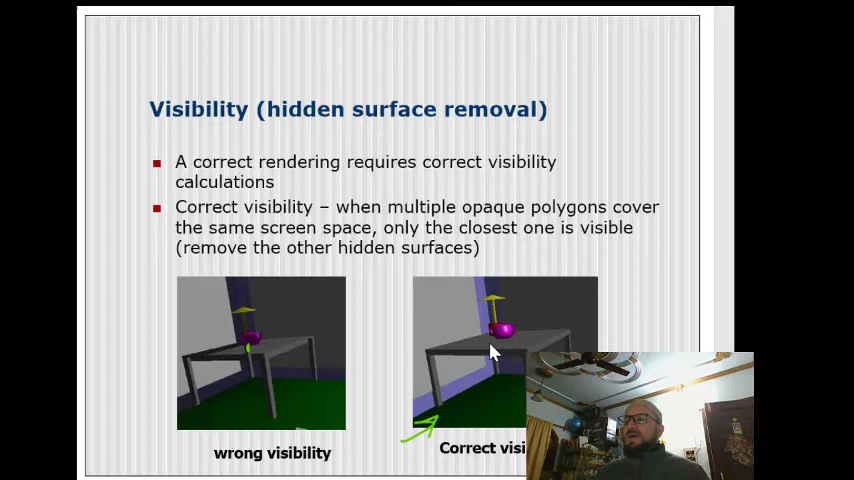 Visibility (hidden surface removal)
A correct rendering requires correct visibility
calculations
Correct visibility – when multiple opaque polygons cover
the same screen space, only the closest one is visible
(remove the other hidden surfaces)
wrong visibility
Correct visi